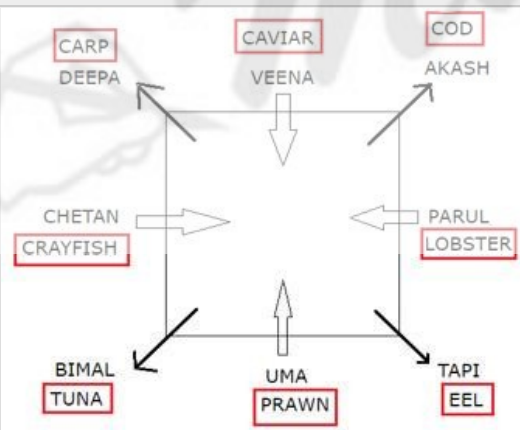 CARP
CAVIAR
COD
DEEPA
VEENA
AKASH
CHETAN
PARUL
CRAYFISH
LOBSTER
BIMAL
UMA
TAPI
TUNA
PRAWN
EEL